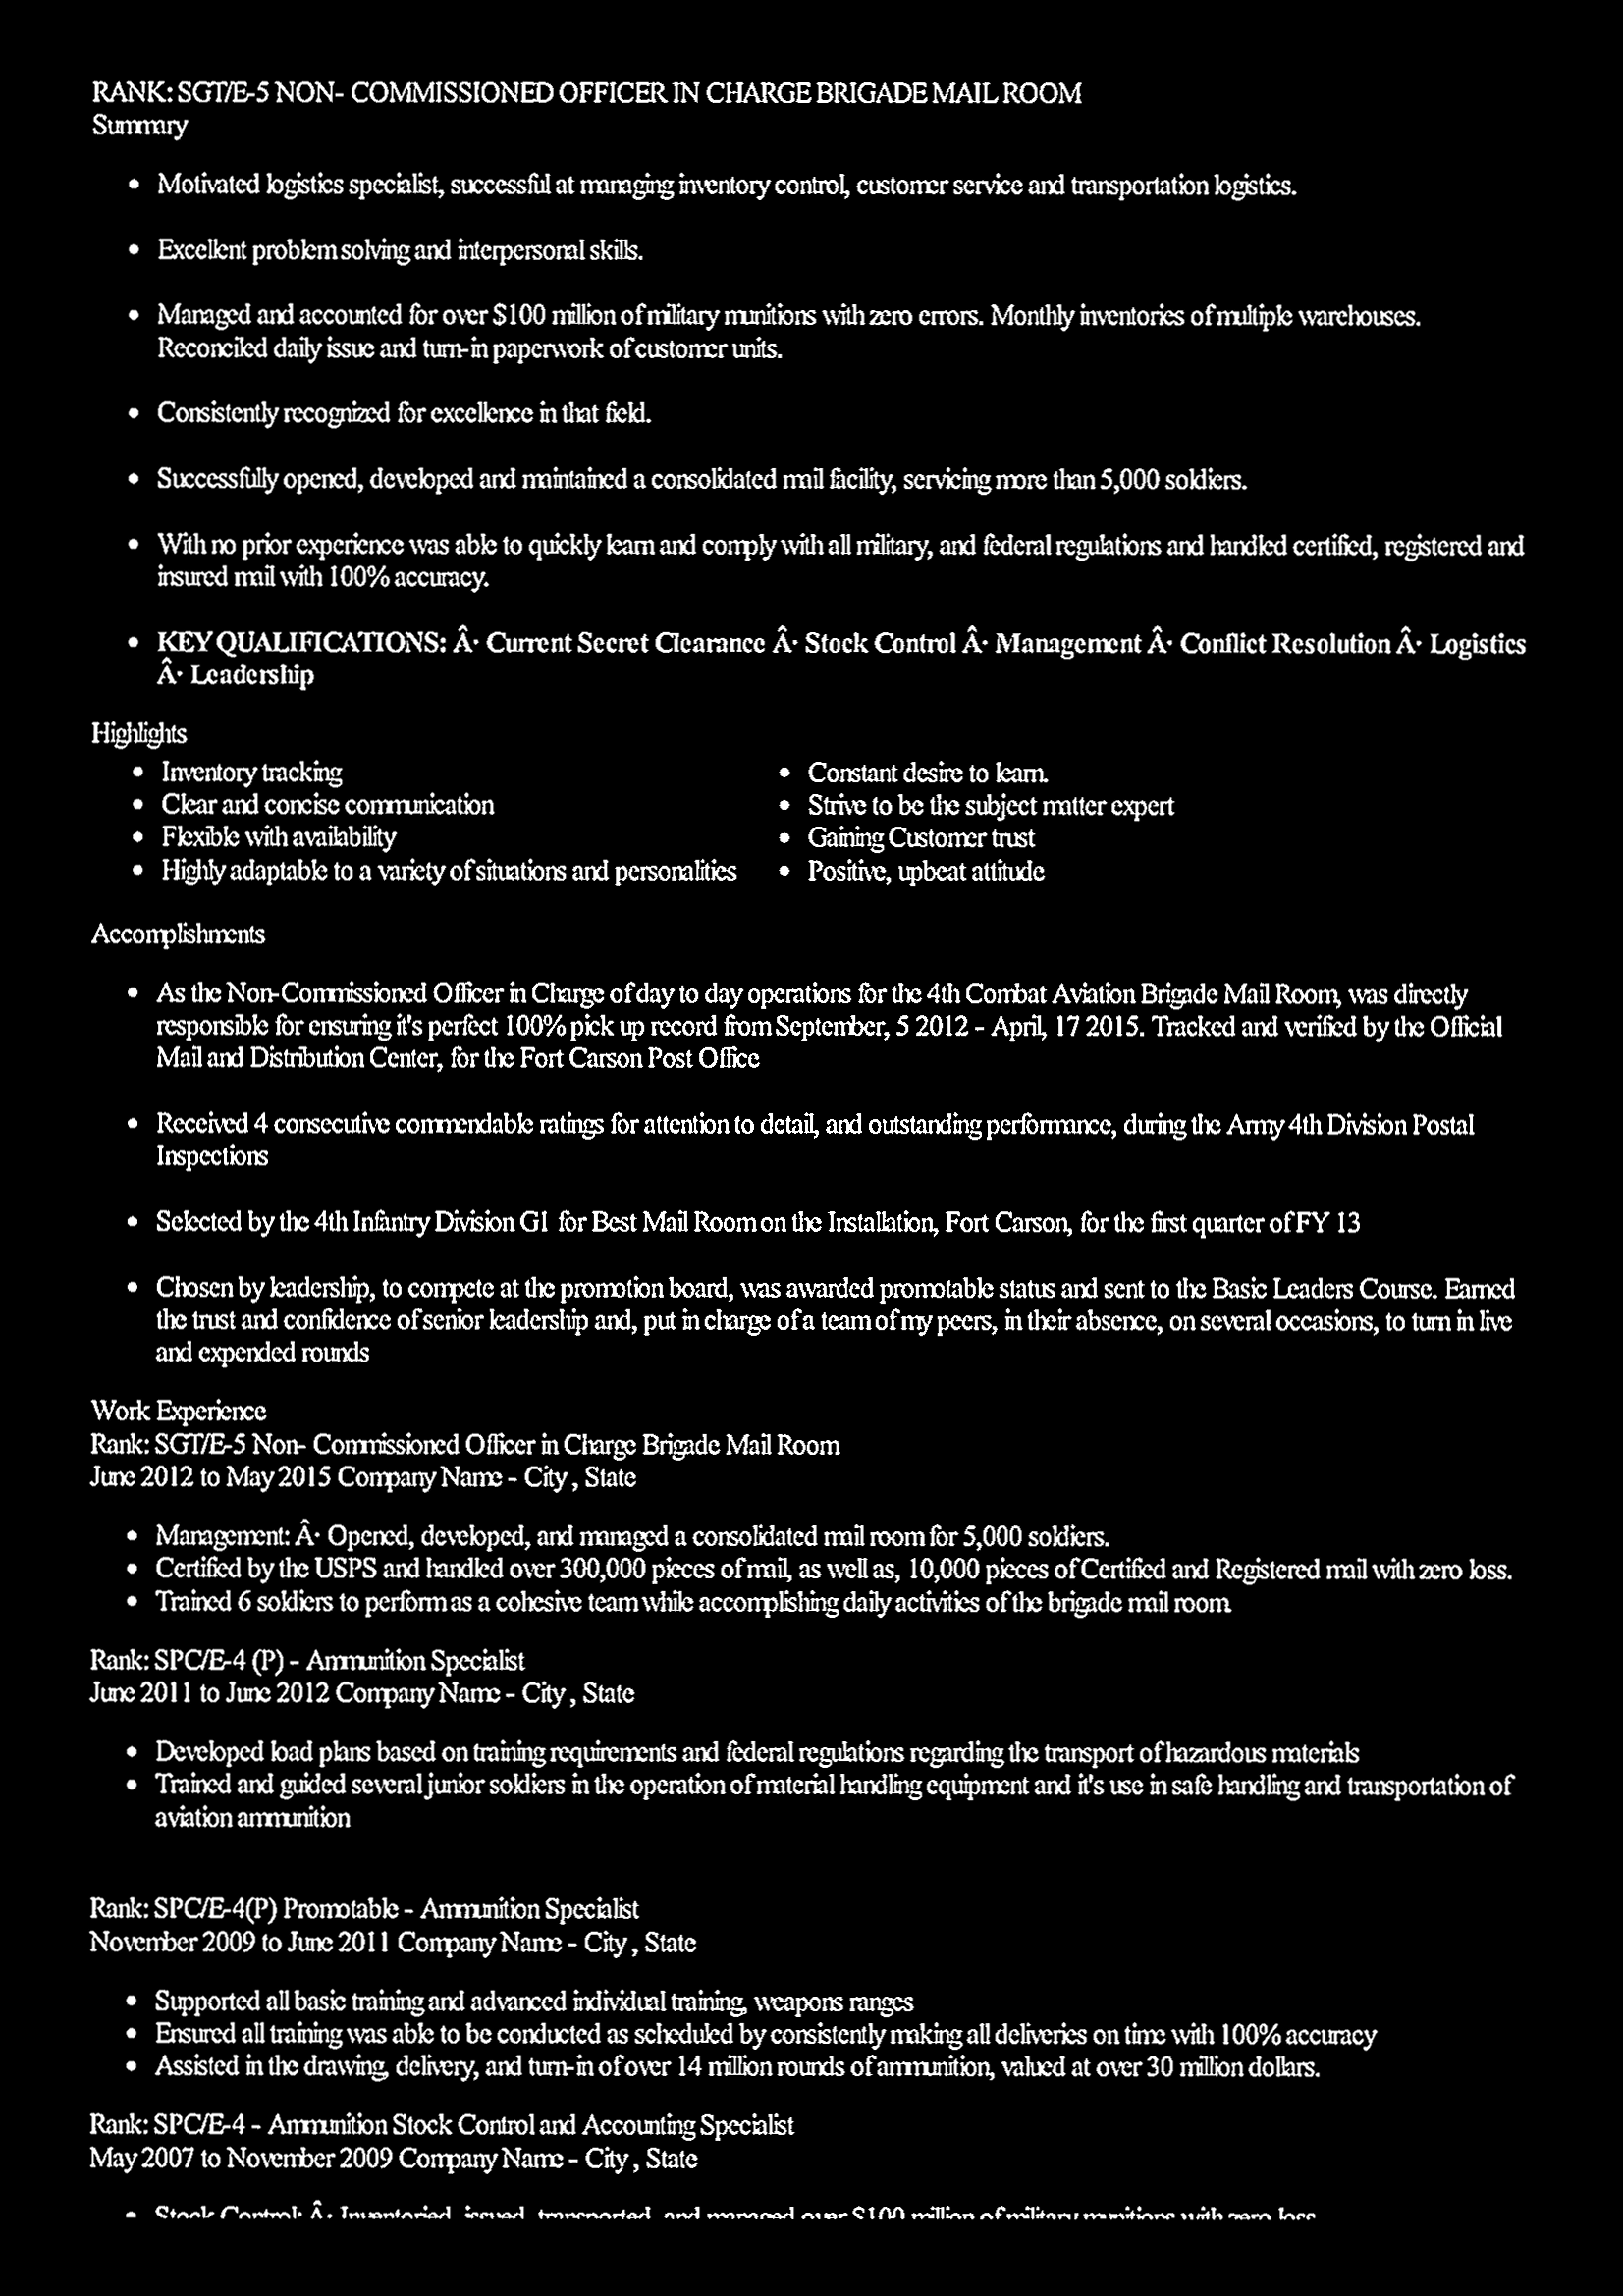 RANK: SGT/E-5 NON- COMMISSIONED OFFICER IN CHARGE BRIGADE MAIL ROOM
Summary
• Motivated logistics specialist, successful at managing inventory control, customer service and transportation logistics.
• Excellent problem solving and interpersonal skills.
• Managed and accounted for over $100 million of military munitions with zero errors. Monthly inventories of multiple warehouses.
Reconciled daily issue and turn-in paperwork of customer units.
• Consistently recognized for excellence in that field.
• Successfully opened, developed and maintained a consolidated mail facility, servicing more than 5,000 soldiers.
• With no prior experience was able to quickly learn and comply with all military, and federal regulations and handled certified, registered and
insured mail with 100% accuracy.
• KEY QUALIFICATIONS: Â· Current Secret Clearance Â· Stock Control Â· Management Â· Conflict Resolution Â· Logistics
Â· Leadership
Highlights
• Inventory tracking
• Clear and concise communication
• Flexible with availability
• Highly adaptable to a variety of situations and personalities
• Constant desire to learn.
• Strive to be the subject matter expert
• Gaining Customer trust
• Positive, upbeat attitude
Accomplishments
• As the Non-Commissioned Officer in Charge of day to day operations for the 4th Combat Aviation Brigade Mail Room, was directly
responsible for ensuring it's perfect 100% pick up record from September, 5 2012 - April, 17 2015. Tracked and verified by the Official
Mail and Distribution Center, for the Fort Carson Post Office
• Received 4 consecutive commendable ratings for attention to detail, and outstanding performance, during the Army 4th Division Postal
Inspections
• Selected by the 4th Infantry Division G1 for Best Mail Room on the Installation, Fort Carson, for the first quarter of FY 13
• Chosen by leadership, to compete at the promotion board, was awarded promotable status and sent to the Basic Leaders Course. Earned
the trust and confidence of senior leadership and, put in charge of a team of my peers, in their absence, on several occasions, to turn in live
and expended rounds
Work Experience
Rank: SGT/E-5 Non- Commissioned Officer in Charge Brigade Mail Room
June 2012 to May 2015 Company Name - City , State
• Management: Â· Opened, developed, and managed a consolidated mail room for 5,000 soldiers.
• Certified by the USPS and handled over 300,000 pieces of mail, as well as, 10,000 pieces of Certified and Registered mail with zero loss.
• Trained 6 soldiers to perform as a cohesive team while accomplishing daily activities of the brigade mail room.
Rank: SPC/E-4 (P) - Ammunition Specialist
June 2011 to June 2012 Company Name - City , State
• Developed load plans based on training requirements and federal regulations regarding the transport of hazardous materials
• Trained and guided several junior soldiers in the operation of material handling equipment and it's use in safe handling and transportation of
aviation ammunition
Rank: SPC/E-4(P) Promotable - Ammunition Specialist
November 2009 to June 2011 Company Name - City , State
• Supported all basic training and advanced individual training, weapons ranges
• Ensured all training was able to be conducted as scheduled by consistently making all deliveries on time with 100% accuracy
• Assisted in the drawing, delivery, and turn-in of over 14 million rounds of ammunition, valued at over 30 million dollars.
Rank: SPC/E-4 - Ammunition Stock Control and Accounting Specialist
May 2007 to November 2009 Company Name - City , State
• Stock Control: Â· Inventoried, issued, transported, and managed over $100 million of military munitions with zero loss